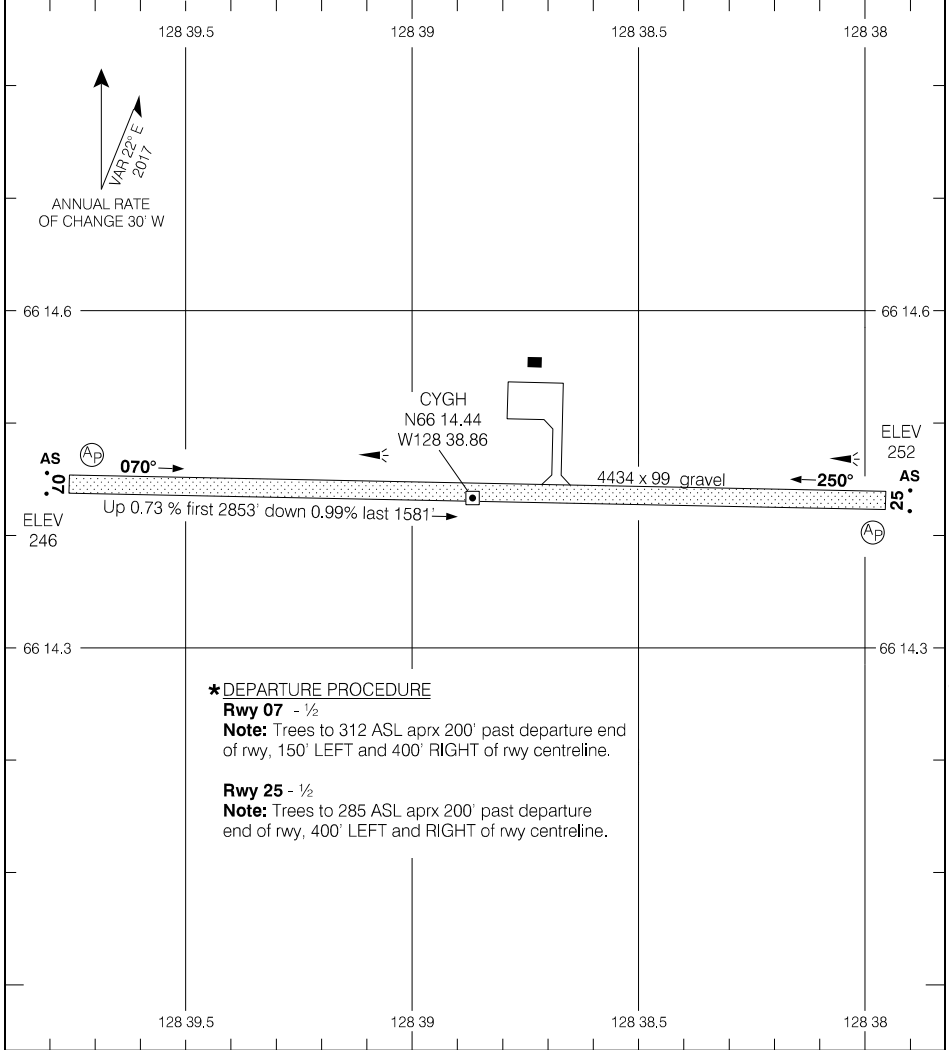 128 39.5 128 39 128 38.5 128 38
VAR 22° E
2017
ANNUAL RATE
OF CHANGE 30' W
66 14.6 66 14.6
CYGH
N66 14.44
W128 38.86
ELEV
252
AS
AP
070°
07
4434 x 99 gravel
250°
AS
25
Up 0.73 % first 2853' down 0.99% last 1581'
ELEV
246
AP
66 14.3 66 14.3
*DEPARTURE PROCEDURE
Rwy 07 - ½
Note: Trees to 312 ASL aprx 200' past departure end
of rwy, 150' LEFT and 400' RIGHT of rwy centreline.
Rwy 25 - ½
Note: Trees to 285 ASL aprx 200' past departure
end of rwy, 400' LEFT and RIGHT of rwy centreline.
128 39.5 128 39 128 38.5 128 38